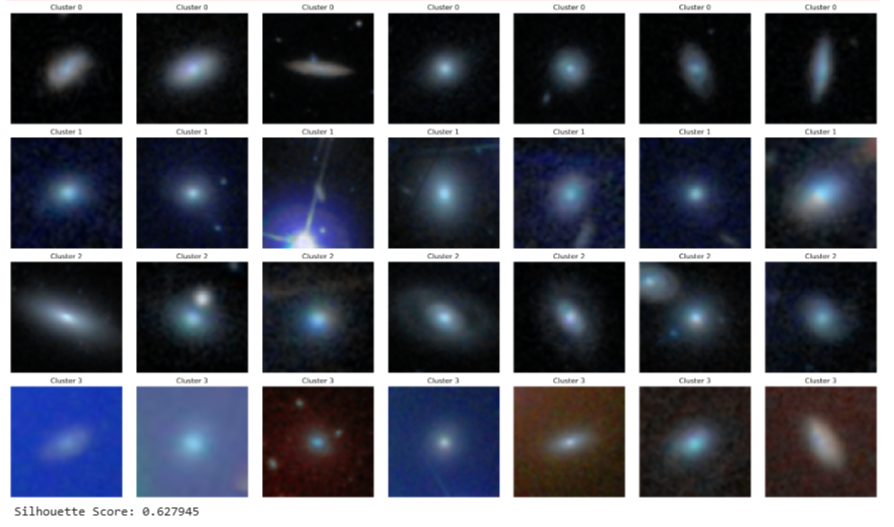 Cluster 0 Cluster 0 Cluster 0 Cluster 0 Cluster 0 Cluster 0 Cluster 0
Cluster 1 Cluster 1 Cluster 1 Cluster 1 Cluster 1 Cluster 1 Cluster 1
Cluster 2 Cluster 2 Cluster 2 Cluster 2 Cluster 2 Cluster 2 Cluster 2
Cluster 3 Cluster 3 Cluster 3 Cluster 3 Cluster 3 Cluster 3 Cluster 3
Silhouette Score: 0.627945